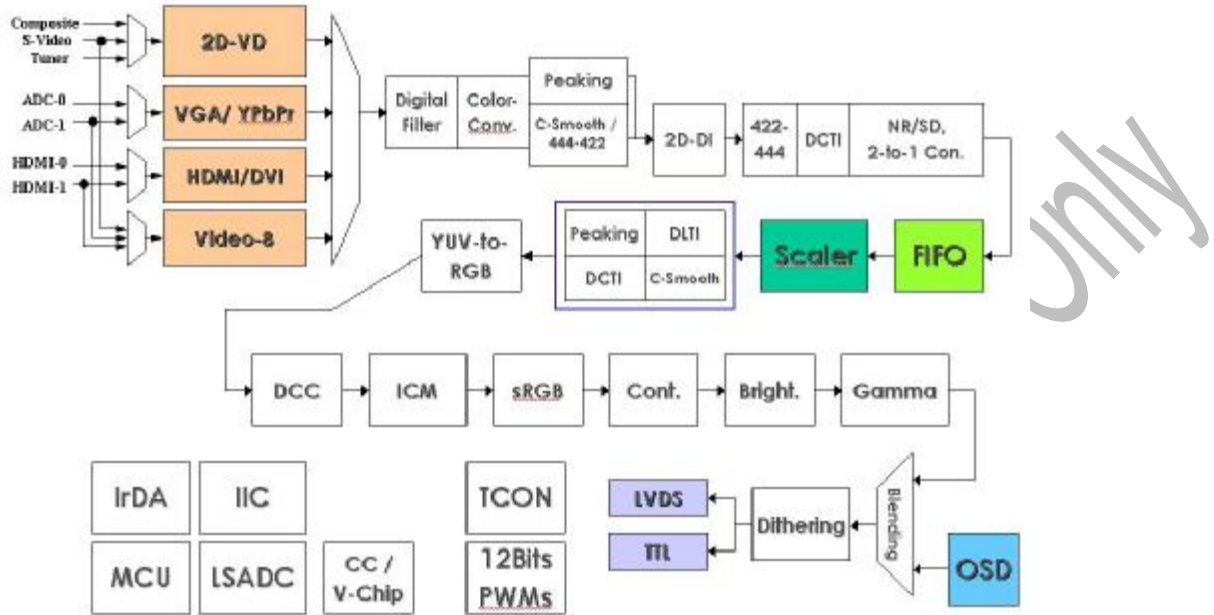 Composite
S-Video
Tuner
2D-VD
ADC-0
ADC-1
VGA/ YPbPr
HDMI-0
HDMI-1
HDMI/DVI
Video-8
Digital
Filler
Color-
Conv.
Peaking
C-Smooth /
444-422
2D-DI
422-
444
DCTI
NR/SD,
2-to-1 Con.
YUV-to-
RGB
Peaking
DLTI
DCTI
C-Smooth
Scaler
FIFO
only
DCC
ICM
sRGB
Cont.
Bright.
Gamma
IrDA
IIC
TCON
LVDS
TTL
Dithering
Blending
OSD
MCU
LSADC
CC /
V-Chip
12Bits
PWMs